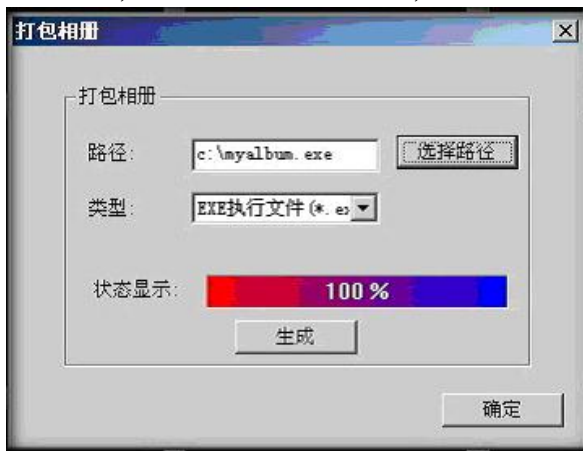 打包相册
打包相册
路径: c:\myalbum.exe 选择路径
类型: EXE执行文件(*.ex
状态显示: 100%
生成
确定